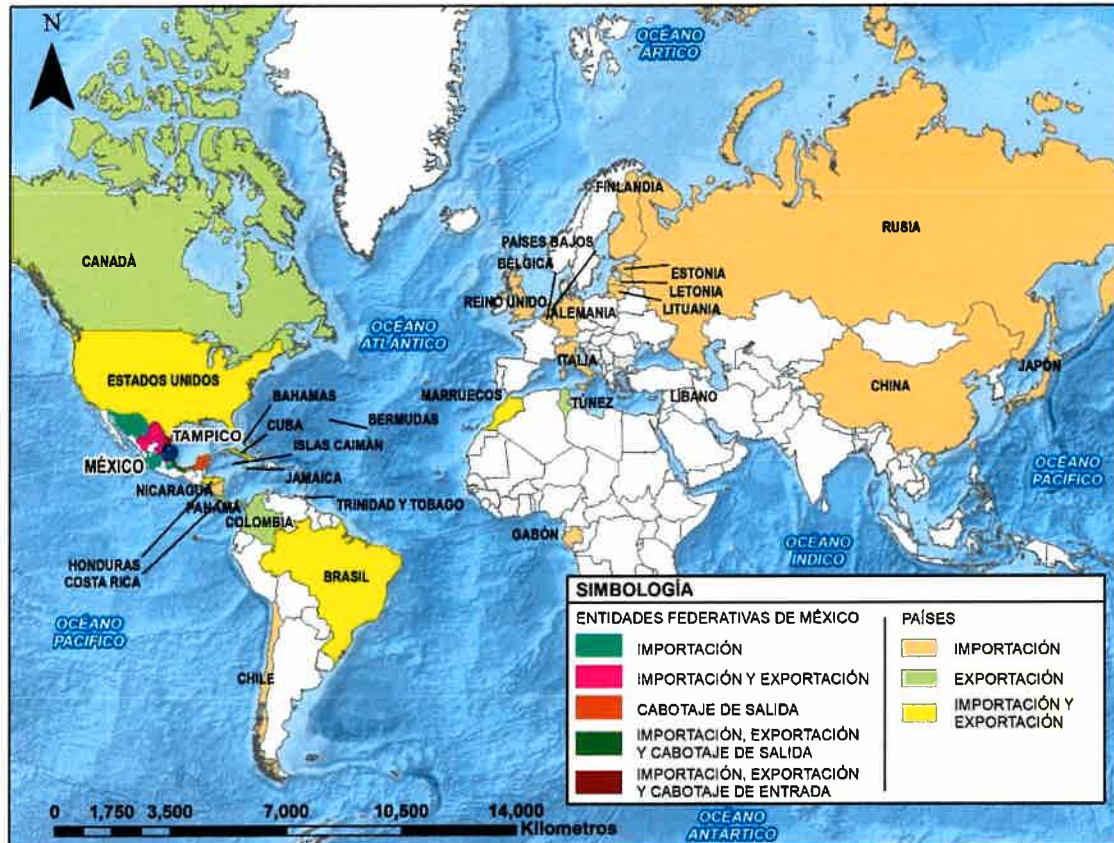 N
OCÉANO
ÁRTICO
FINLANDIA
RUSIA
CANADÁ
PAÍSES BAJOS
BÉLGICA
ESTONIA
LETONIA
REINO UNIDO
LITUANIA
ALEMANIA
OCÉANO
ATLÁNTICO
ITALIA
JAPÓN
ESTADOS UNIDOS
CHINA
BAHAMAS
MARRUECOS
TÚNEZ
LÍBANO
BERMUDAS
CUBA
TAMPICO
ISLAS CAIMÁN
MÉXICO
JAMAICA
OCÉANO
PACÍFICO
NICARAGUA
TRINIDAD Y TOBAGO
PANAMÁ
COLOMBIA
GABÓN
OCÉANO
ÍNDICO
HONDURAS
COSTA RICA
BRASIL
OCÉANO
PACÍFICO
CHILE
SIMBOLOGÍA
ENTIDADES FEDERATIVAS DE MÉXICO
IMPORTACIÓN
IMPORTACIÓN Y EXPORTACIÓN
CABOTAJE DE SALIDA
IMPORTACIÓN, EXPORTACIÓN
Y CABOTAJE DE SALIDA
IMPORTACIÓN, EXPORTACIÓN
Y CABOTAJE DE ENTRADA
PAÍSES
IMPORTACIÓN
EXPORTACIÓN
IMPORTACIÓN Y
EXPORTACIÓN
0 1,750 3,500 7,000 10,500 14,000
Kilometros
OCÉANO
ANTÁRTICO